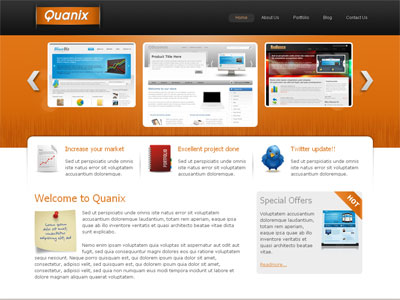 Quanix
Home About Us Portfolio Blog Contact Us
Product Title Here
Increase your market
Sed ut perspiciatis unde omnis
iste natus error sit voluptatem
accusantium doloremque.
Excellent project done
Sed ut perspiciatis unde omnis
iste natus error sit voluptatem
accusantium doloremque.
Twitter update!!
Sed ut perspiciatis unde omnis
iste natus error sit voluptatem
accusantium doloremque.
Welcome to Quanix
Sed ut perspiciatis unde omnis iste natus error sit voluptatem
accusantium doloremque laudantium, totam rem aperiam, eaque ipsa quae
ab illo inventore veritatis et quasi architecto beatae vitae dicta sunt
explicabo.
Nemo enim ipsam voluptatem quia voluptas sit aspernatur aut odit aut
fugit, sed quia consequuntur magni dolores eos qui ratione voluptatem
sequi nesciunt. Neque porro quisquam est, qui dolorem ipsum quia dolor sit amet,
consectetur, adipisci velit, sed est, qui dolorem ipsum quia dolor sit amet,
consectetur, adipisci velit, sed quia non numquam eius modi tempora incidunt ut labore et
dolore magnam aliquam quaerat voluptatem.
Special Offers
HOT
Voluptatem accusantium
doloremque laudantium,
totam rem aperiam,
eaque ipsa quae ab illo
inventore veritatis et
quasi architecto beatae
vitae.
Readmore...